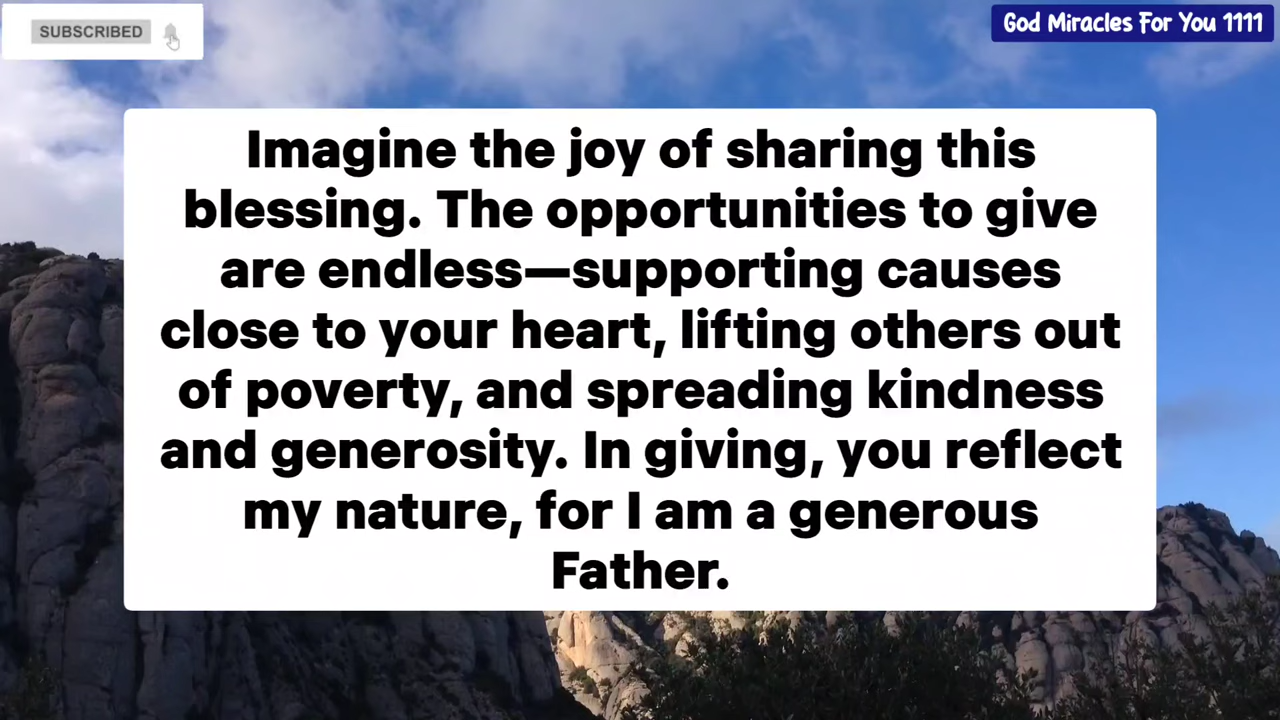 SUBSCRIBED
God Miracles For You 1111
Imagine the joy of sharing this
blessing. The opportunities to give
are endless—supporting causes
close to your heart, lifting others out
of poverty, and spreading kindness
and generosity. In giving, you reflect
my nature, for I am a generous
Father.